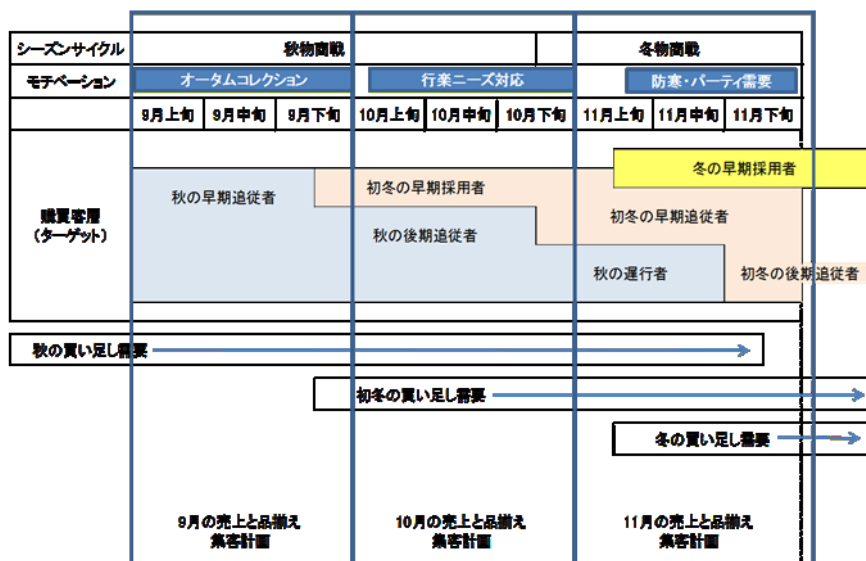 シーズンサイクル
秋物商戦
冬物商戦
モチベーション
オータムコレクション
行楽ニーズ対応
防寒・パーティ需要
9月上旬
9月中旬
9月下旬
10月上旬
10月中旬
10月下旬
11月上旬
11月中旬
11月下旬
購買客層
(ターゲット)
秋の早期追従者
初冬の早期採用者
冬の早期採用者
秋の後期追従者
初冬の早期追従者
秋の遅行者
初冬の後期追従者
秋の買い足し需要
初冬の買い足し需要
冬の買い足し需要
9月の売上と品揃え
集客計画
10月の売上と品揃え
集客計画
11月の売上と品揃え
集客計画